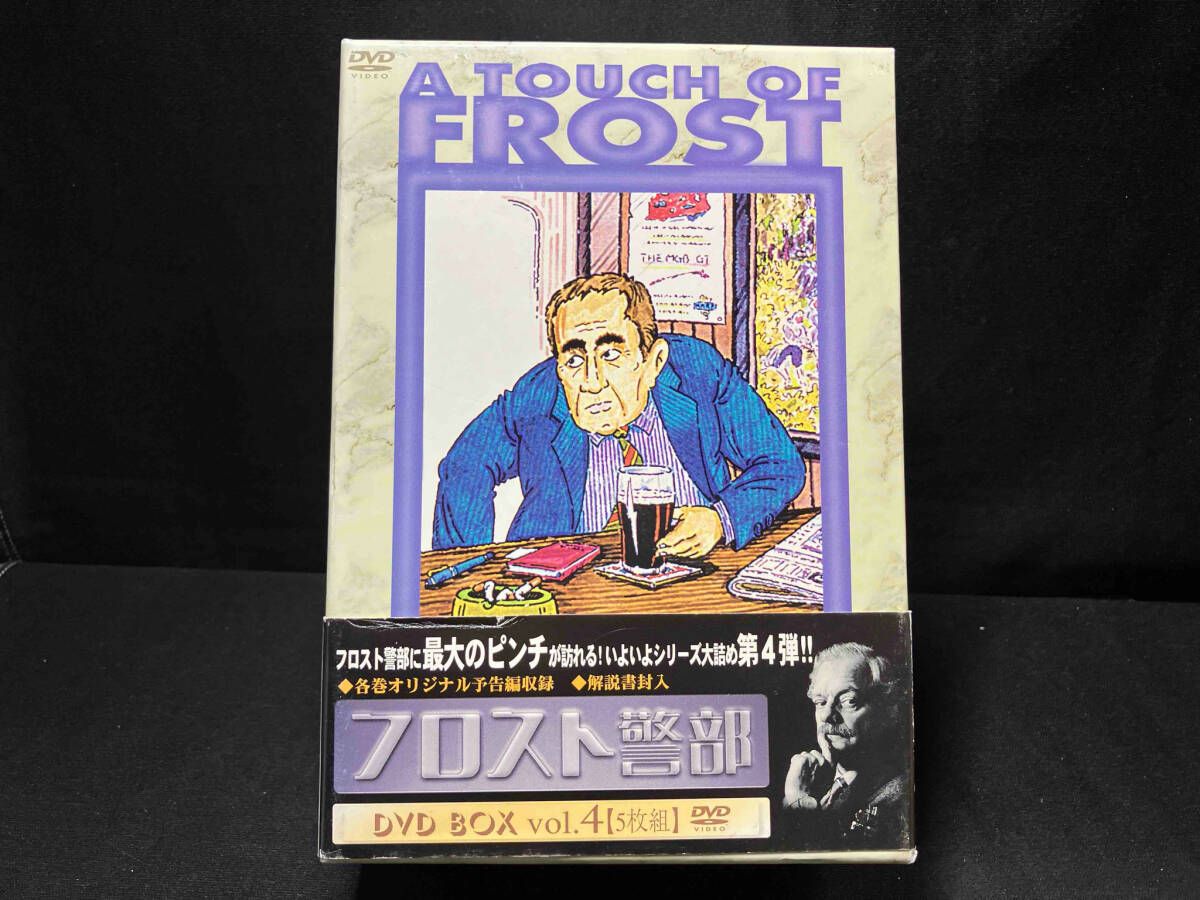 DVD
VIDEO
A TOUCH OF
FROST
THE MGB GT
フロスト警部に最大のピンチが訪れる!いよいよシリーズ大詰め第4弾!!
◆各巻オリジナル予告編収録 ◆解説書封入
フロスト警部
DVD BOX vol.4【5枚組】 DVD
VIDEO